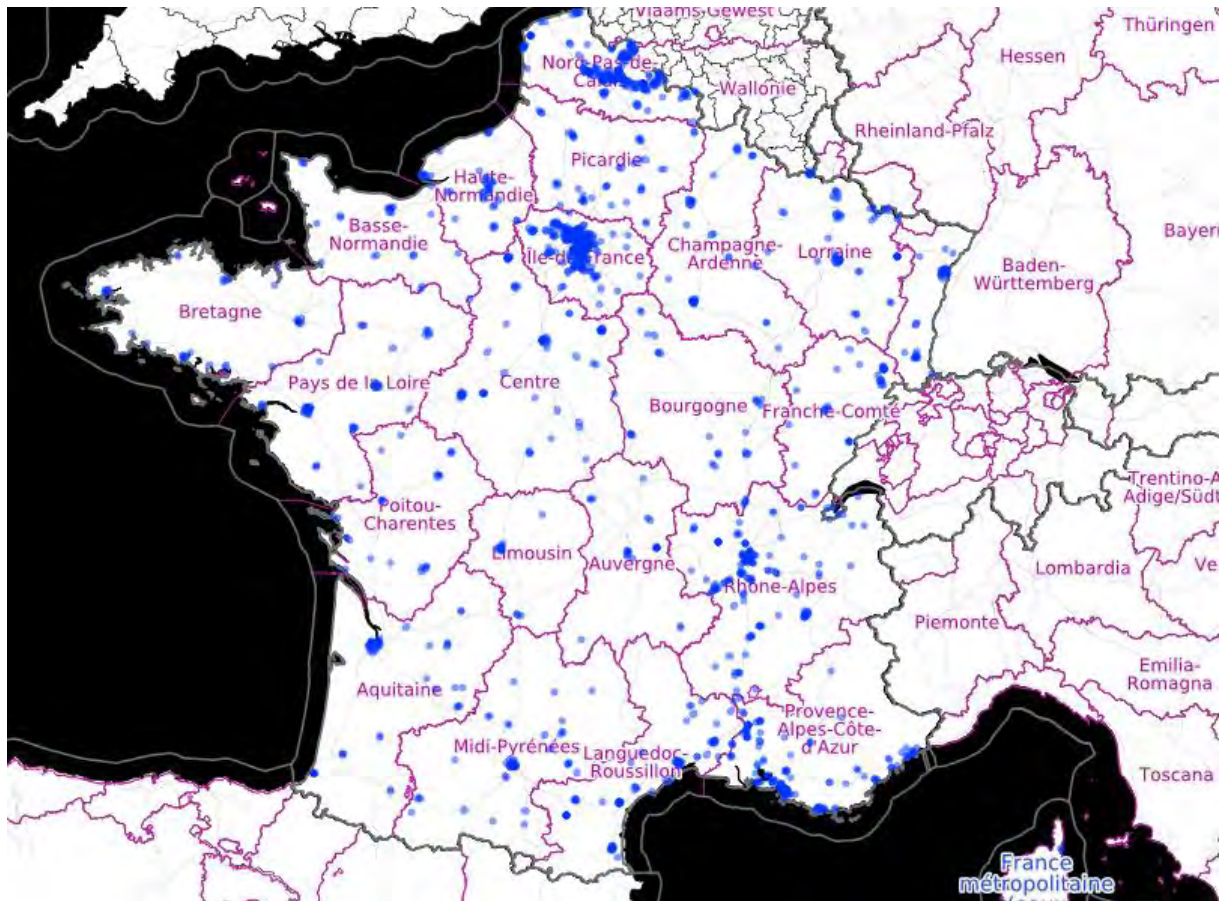 Vlaams Gewest
Thüringen
Hessen
Nord-Pas-de-
Calais
Wallonie
Rheinland-Pfalz
Picardie
Haute-
Normandie
Basse-
Normandie
Île-de-France
Champagne-
Ardenne
Lorraine
Bayern
Baden-
Württemberg
Bretagne
Pays de la Loire
Centre
Bourgogne
Franche-Comté
Poitou-
Charentes
Limousin
Auvergne
Rhône-Alpes
Trentino-A
Adige/Südt
Lombardia
Ve
Piemonte
Emilia-
Romagna
Aquitaine
Midi-Pyrénées
Languedoc-
Roussillon
Provence-
Alpes-Côte-
d'Azur
Toscana
France
métropolitaine